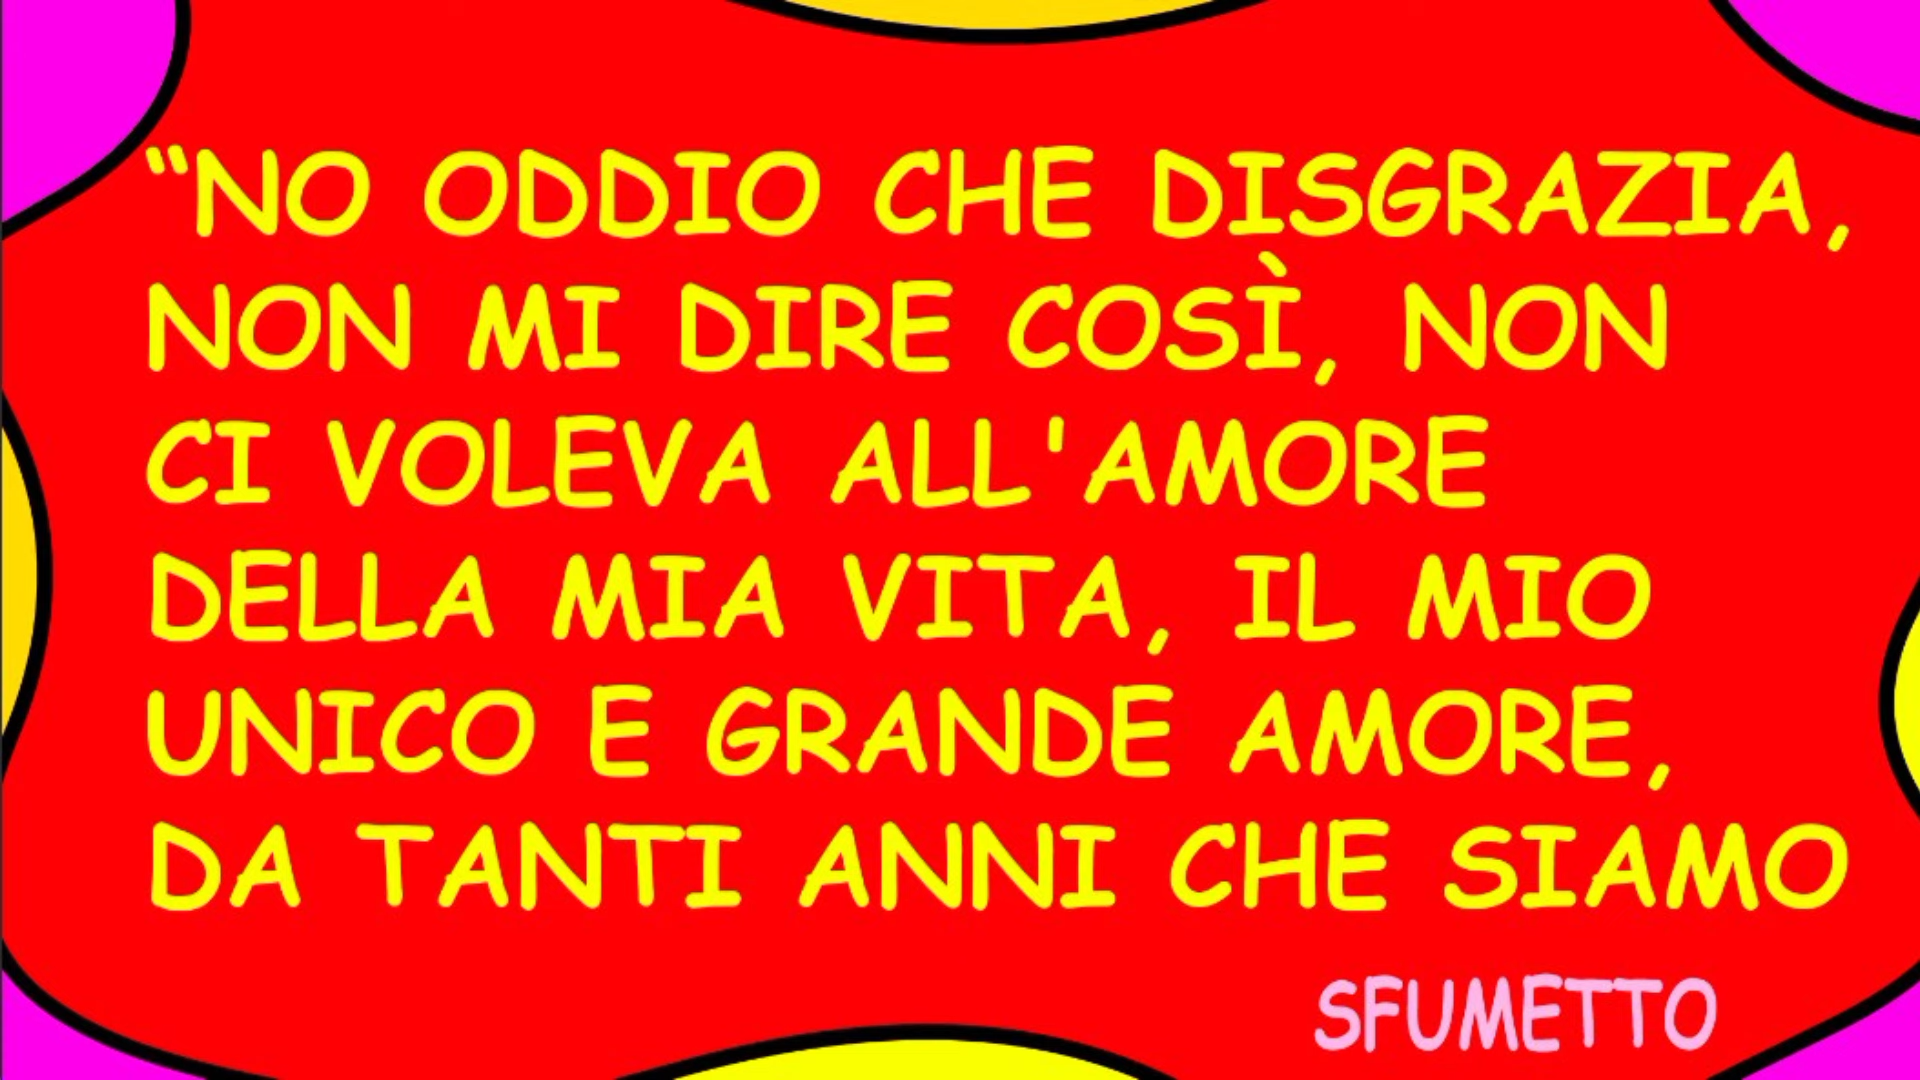 “NO ODDIO CHE DISGRAZIA,
NON MI DIRE COSÌ, NON
CI VOLEVA ALL'AMORE
DELLA MIA VITA, IL MIO
UNICO E GRANDE AMORE,
DA TANTI ANNI CHE SIAMO
SFUMETTO